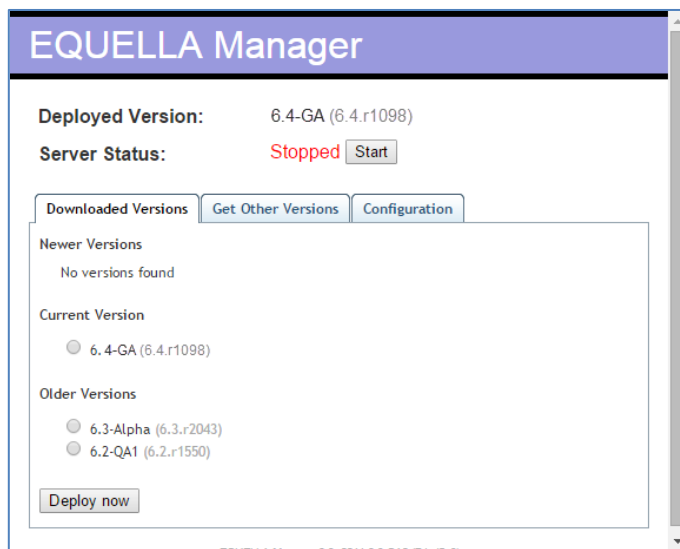 EQUELLA Manager
Deployed Version: 6.4-GA (6.4.r1098)
Server Status: Stopped Start
Downloaded Versions Get Other Versions Configuration
Newer Versions
No versions found
Current Version
6.4-GA (6.4.r1098)
Older Versions
6.3-Alpha (6.3.r2043)
6.2-QA1 (6.2.r1550)
Deploy now